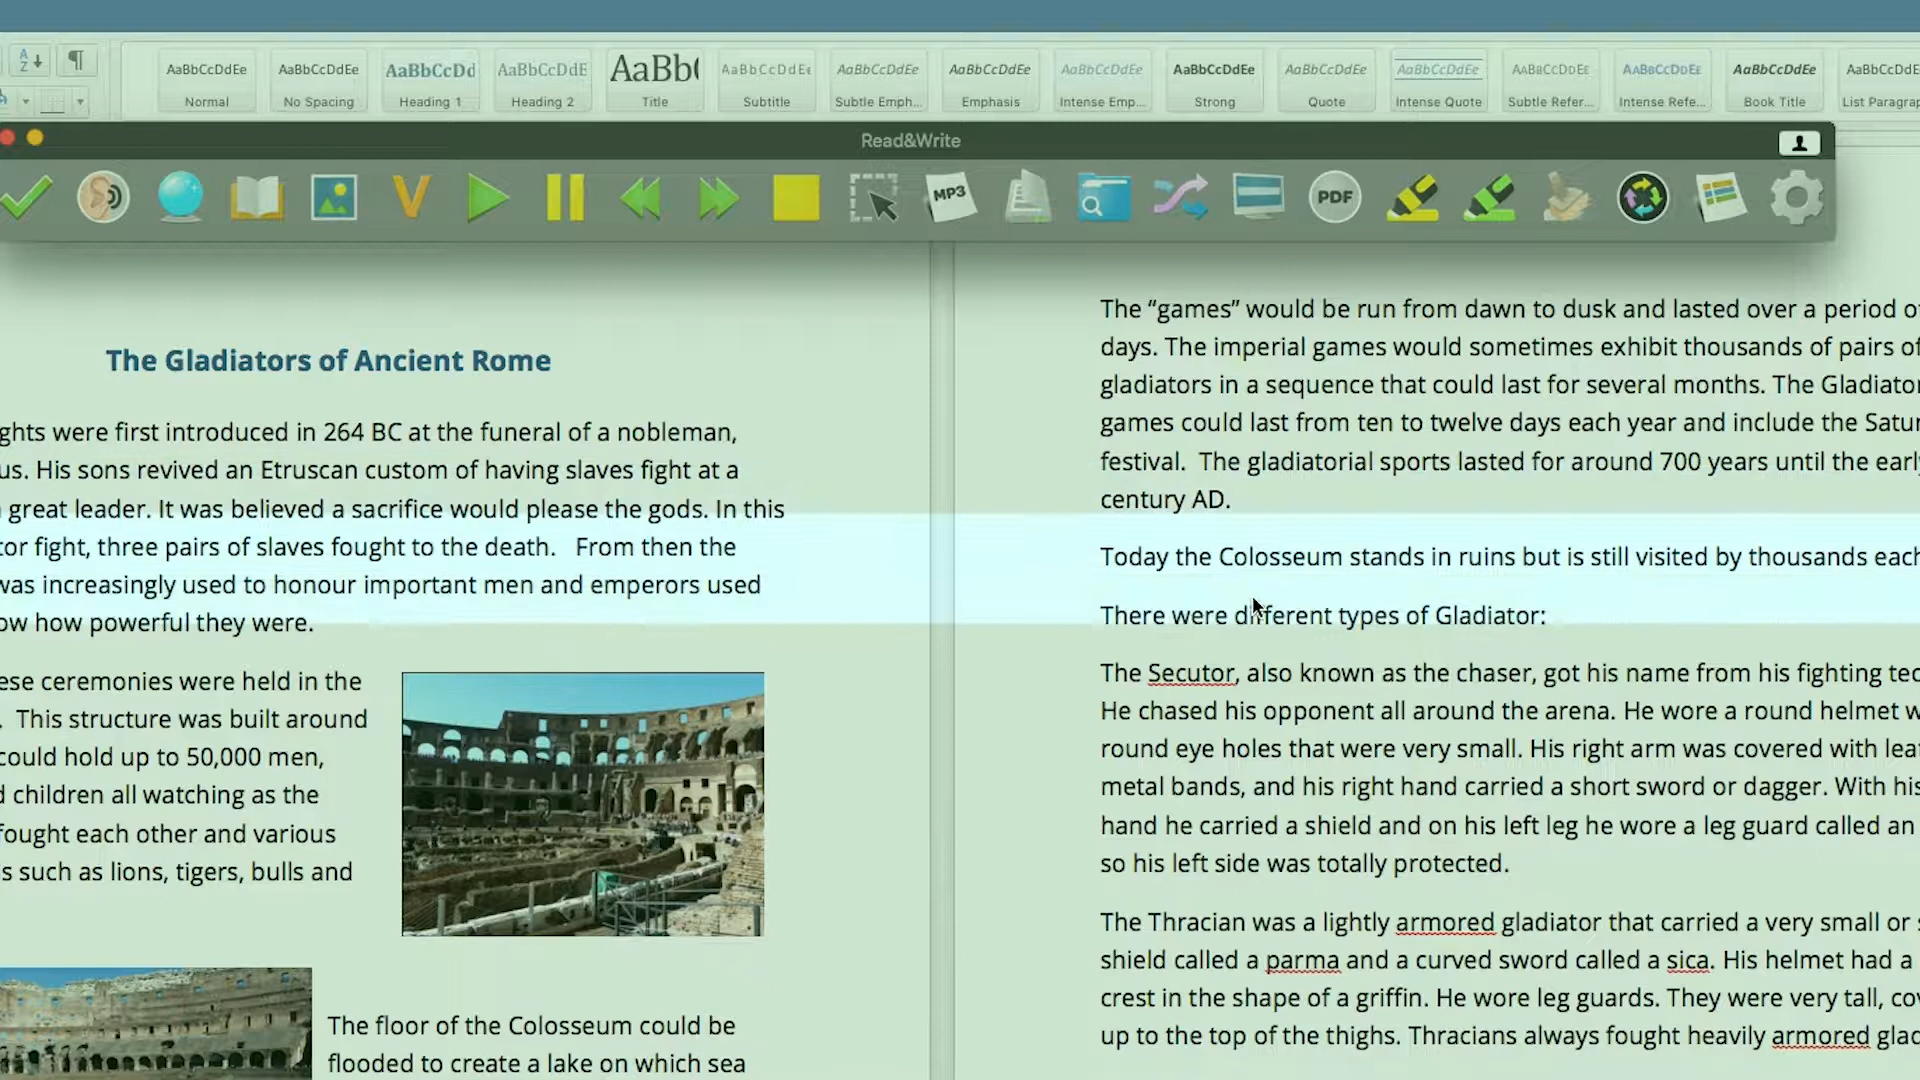 AaBbCcDdEe AaBbCcDdEe AaBbCcDd AaBbCcDdE AaBb( AaBbCcDdEe AaBbCcDdEe AaBbCcDdEe AaBbCcDdEe AaBbCcDdEe AaBbCcDdEe AaBbCcDdEe AaBbCcDdEe AaBbCcDdEe AaBbCcDdEe AaBbCcDdE
Normal No Spacing Heading 1 Heading 2 Title Subtitle Subtle Emph... Emphasis Intense Emp... Strong Quote Intense Quote Subtle Refer... Intense Refe... Book Title List Paragrap
Read&Write
MP3 PDF
The Gladiators of Ancient Rome
ghts were first introduced in 264 BC at the funeral of a nobleman,
us. His sons revived an Etruscan custom of having slaves fight at a
great leader. It was believed a sacrifice would please the gods. In this
tor fight, three pairs of slaves fought to the death. From then the
was increasingly used to honour important men and emperors used
ow how powerful they were.
ese ceremonies were held in the
. This structure was built around
could hold up to 50,000 men,
d children all watching as the
fought each other and various
s such as lions, tigers, bulls and
The floor of the Colosseum could be
flooded to create a lake on which sea
The “games” would be run from dawn to dusk and lasted over a period of
days. The imperial games would sometimes exhibit thousands of pairs of
gladiators in a sequence that could last for several months. The Gladiator
games could last from ten to twelve days each year and include the Satur
festival. The gladiatorial sports lasted for around 700 years until the early
century AD.
Today the Colosseum stands in ruins but is still visited by thousands each
There were different types of Gladiator:
The Secutor, also known as the chaser, got his name from his fighting tec
He chased his opponent all around the arena. He wore a round helmet w
round eye holes that were very small. His right arm was covered with lea
metal bands, and his right hand carried a short sword or dagger. With his
hand he carried a shield and on his left leg he wore a leg guard called an
so his left side was totally protected.
The Thracian was a lightly armored gladiator that carried a very small or s
shield called a parma and a curved sword called a sica. His helmet had a
crest in the shape of a griffin. He wore leg guards. They were very tall, cov
up to the top of the thighs. Thracians always fought heavily armored glad